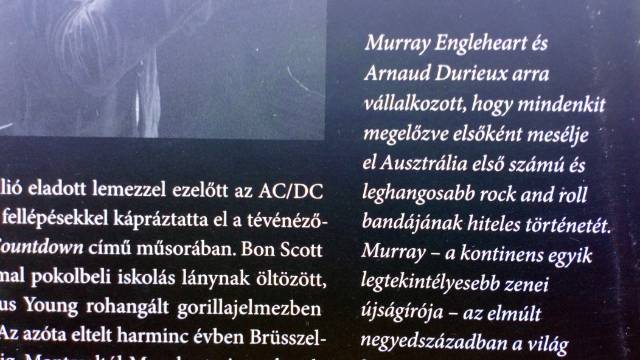 Murray Engleheart és
Arnaud Durieux arra
vállalkozott, hogy mindenkit
megelőzve elsőként mesélje
el Ausztrália első számú és
leghangosabb rock and roll
bandájának hiteles történetét.
Murray – a kontinens egyik
legtekintélyesebb zenei
újságírója – az elmúlt
negyedszázadban a világ
lió eladott lemezzel ezelőtt az AC/DC
fellépésekkel kápráztatta el a tévénéző-
ountdown című műsorában. Bon Scott
mal pokolbeli iskolás lánynak öltözött,
us Young rohangált gorillajelmezben
Az azóta eltelt harminc évben Brüsszel-